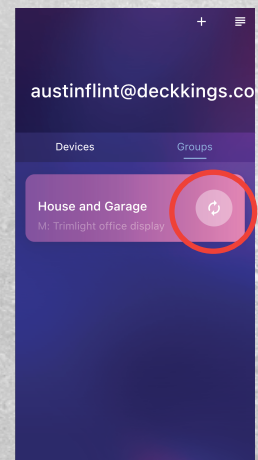 austinflint@deckkings.co
Devices
Groups
House and Garage
M: Trimlight office display